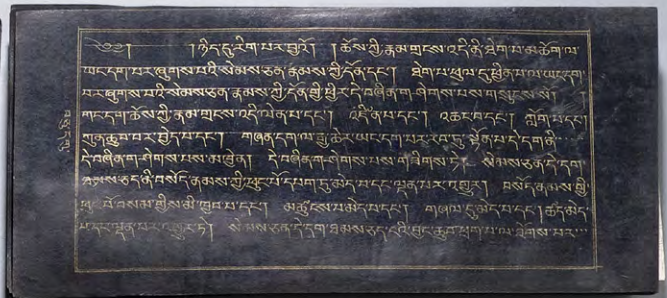 ༄༅། །ཉིད་དུ་རིག་པར་བྱའོ། །ཆོས་ཀྱི་རྣམ་གྲངས་འདི་ནི་ཐེག་པ་མཆོག་ལ་
ཡང་དག་པར་ཞུགས་པའི་སེམས་ཅན་རྣམས་ཀྱི་དོན་དང་། ཐེག་པ་ཕུལ་དུ་ཕྱིན་པ་ལ་ཡང་དག་
པར་ཞུགས་པའི་སེམས་ཅན་རྣམས་ཀྱི་དོན་གྱི་ཕྱིར་དེ་བཞིན་གཤེགས་པས་གསུངས་སོ། །
གང་དག་ཆོས་ཀྱི་རྣམ་གྲངས་འདི་ལེན་པ་དང་། འཛིན་པ་དང་། འཆང་བ་དང་། ཀློག་པ་དང་།
ཀུན་ཆུབ་པར་བྱེད་པ་དང་། གཞན་དག་ལ་རྒྱ་ཆེར་ཡང་དག་པར་རབ་ཏུ་སྟོན་པ་དེ་དག་ནི་
དེ་བཞིན་གཤེགས་པས་མཁྱེན། དེ་བཞིན་གཤེགས་པས་གཟིགས་ཏེ། སེམས་ཅན་དེ་དག་
ཐམས་ཅད་ནི་བསོད་ནམས་ཀྱི་ཕུང་པོ་དཔག་ཏུ་མེད་པ་དང་ལྡན་པར་འགྱུར། བསོད་ནམས་ཀྱི་
ཕུང་པོ་བསམ་གྱིས་མི་ཁྱབ་པ་དང་། མཚུངས་པ་མེད་པ་དང་། གཞལ་དུ་མེད་པ་དང་། ཚད་མེད་
པ་དང་ལྡན་པར་འགྱུར་ཏེ། སེམས་ཅན་དེ་དག་ཐམས་ཅད་ངའི་བྱང་ཆུབ་ཕྲག་པ་ལ་ཐོགས་པར་